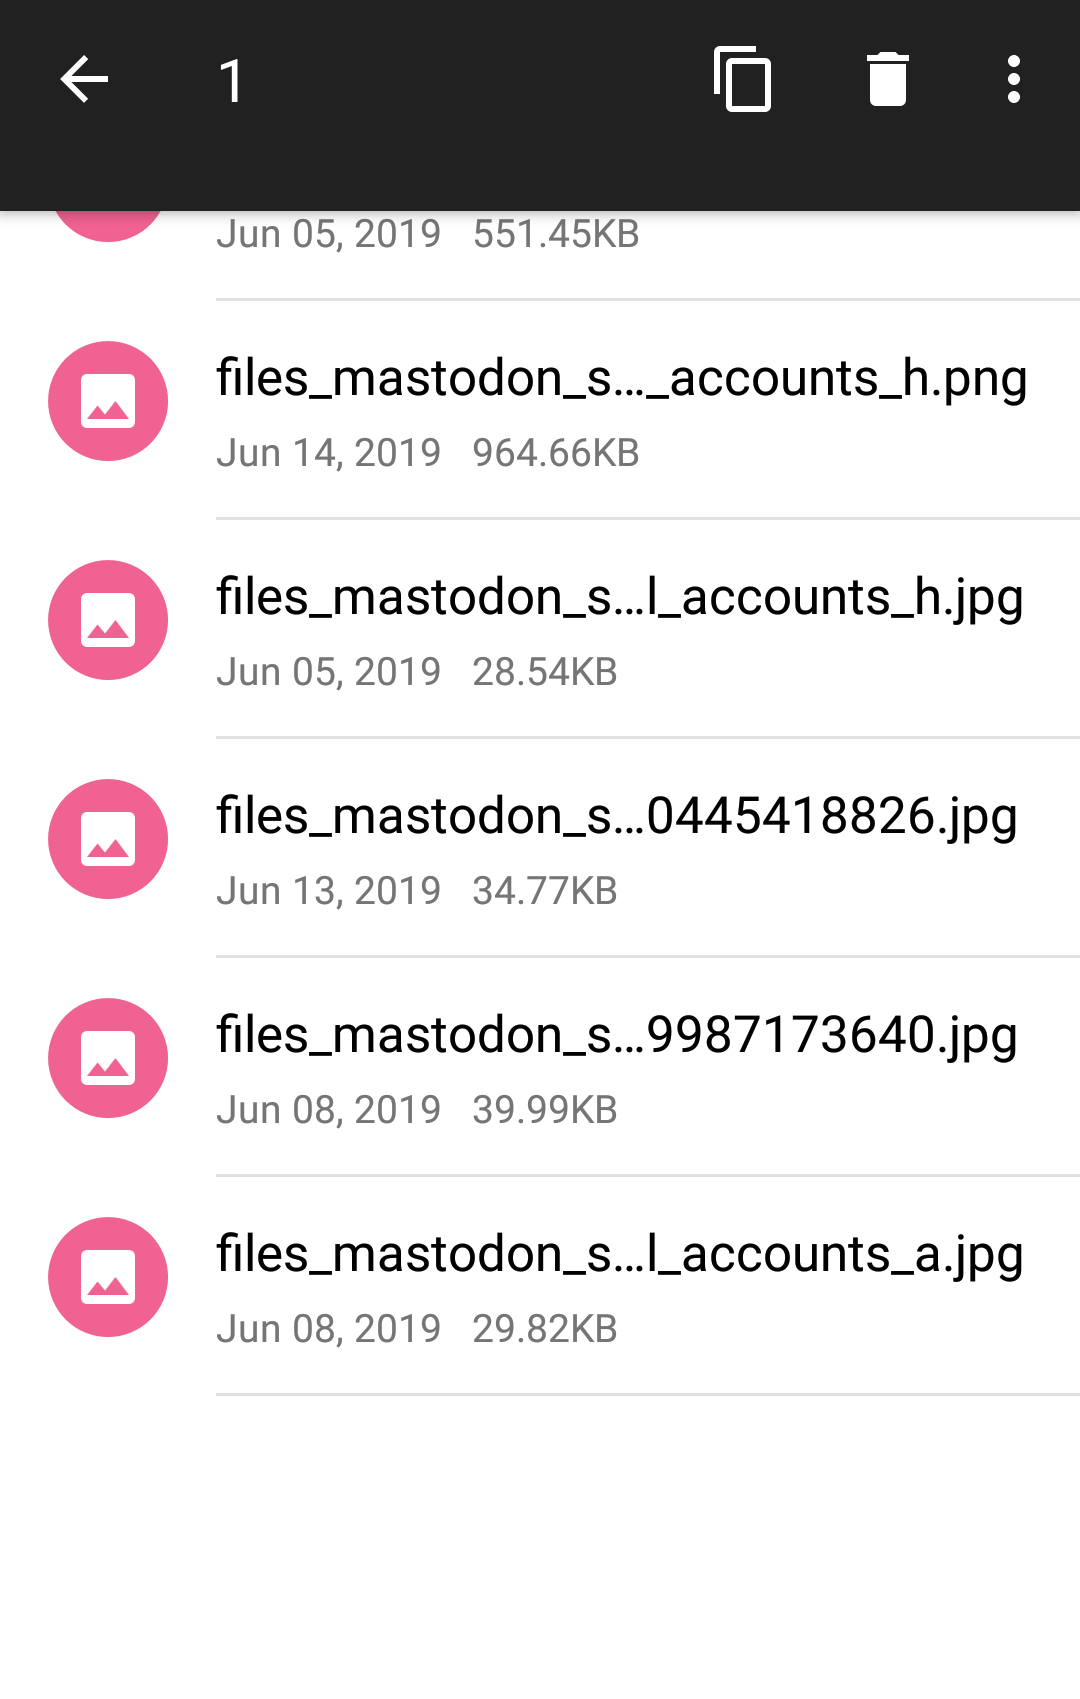 1
Jun 05, 2019 551.45KB
files_mastodon_s..._accounts_h.png
Jun 14, 2019 964.66KB
files_mastodon_s...l_accounts_h.jpg
Jun 05, 2019 28.54KB
files_mastodon_s...0445418826.jpg
Jun 13, 2019 34.77KB
files_mastodon_s...9987173640.jpg
Jun 08, 2019 39.99KB
files_mastodon_s...l_accounts_a.jpg
Jun 08, 2019 29.82KB